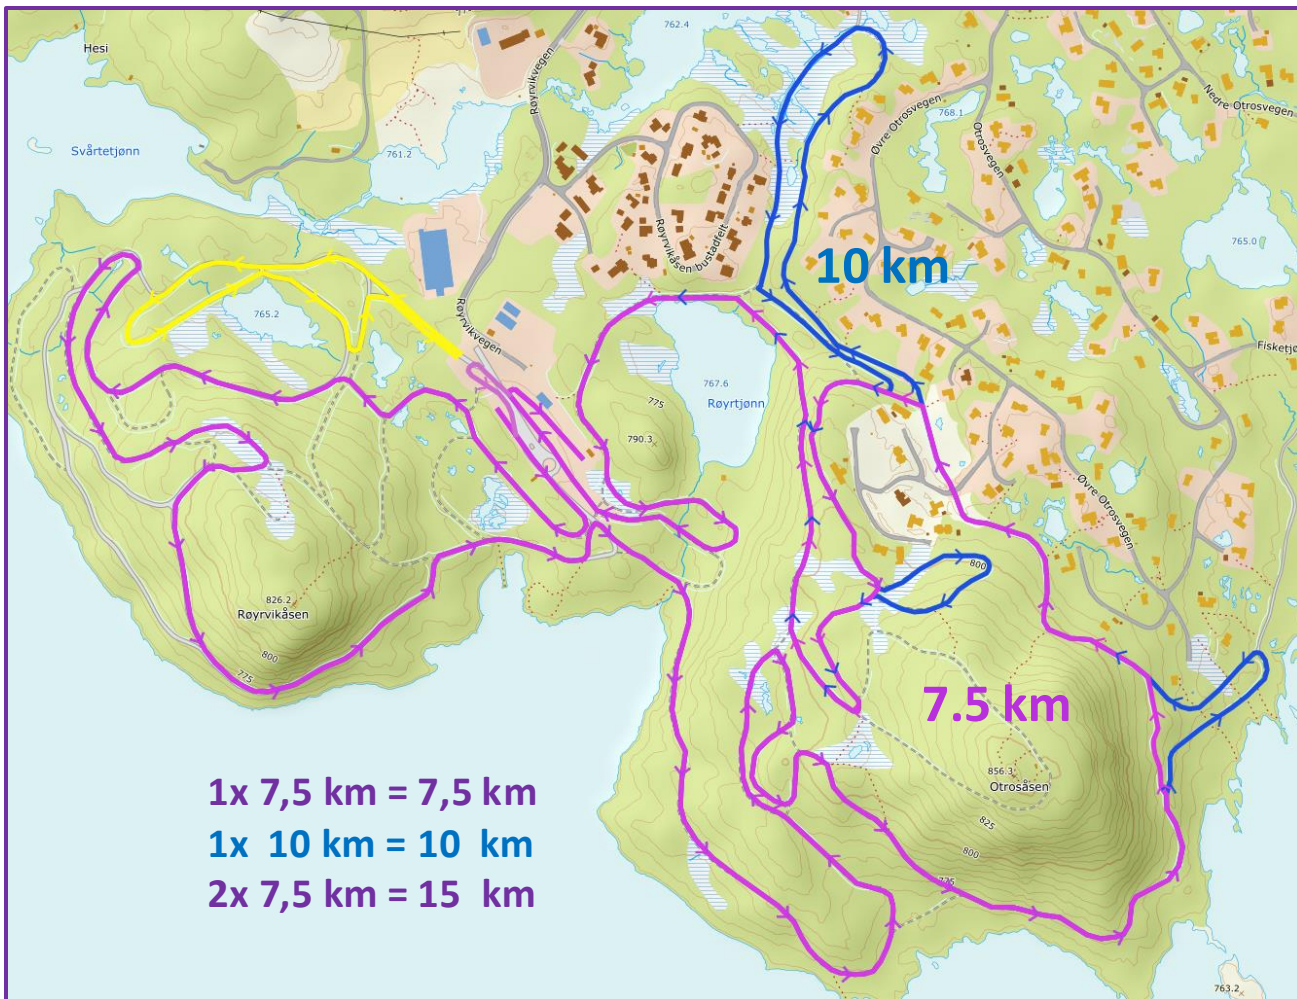 Hesi
762.4
Røyrvikvegen
Nedre Otrosvegen
768.1
Øvre Otrosvegen
Otrosvegen
Svårtetjønn
761.2
Røyrvikåsen bustadfelt
765.0
10 km
765.2
Røyrvikvegen
Fisketjø
767.6
Røyrtjønn
775
790.3
Øvre Otrosvegen
800
826.2
Røyrvikåsen
800
775
7.5 km
856.3
Otrosåsen
1x 7,5 km = 7,5 km
825
1x 10 km = 10 km
800
2x 7,5 km = 15 km
775
763.2